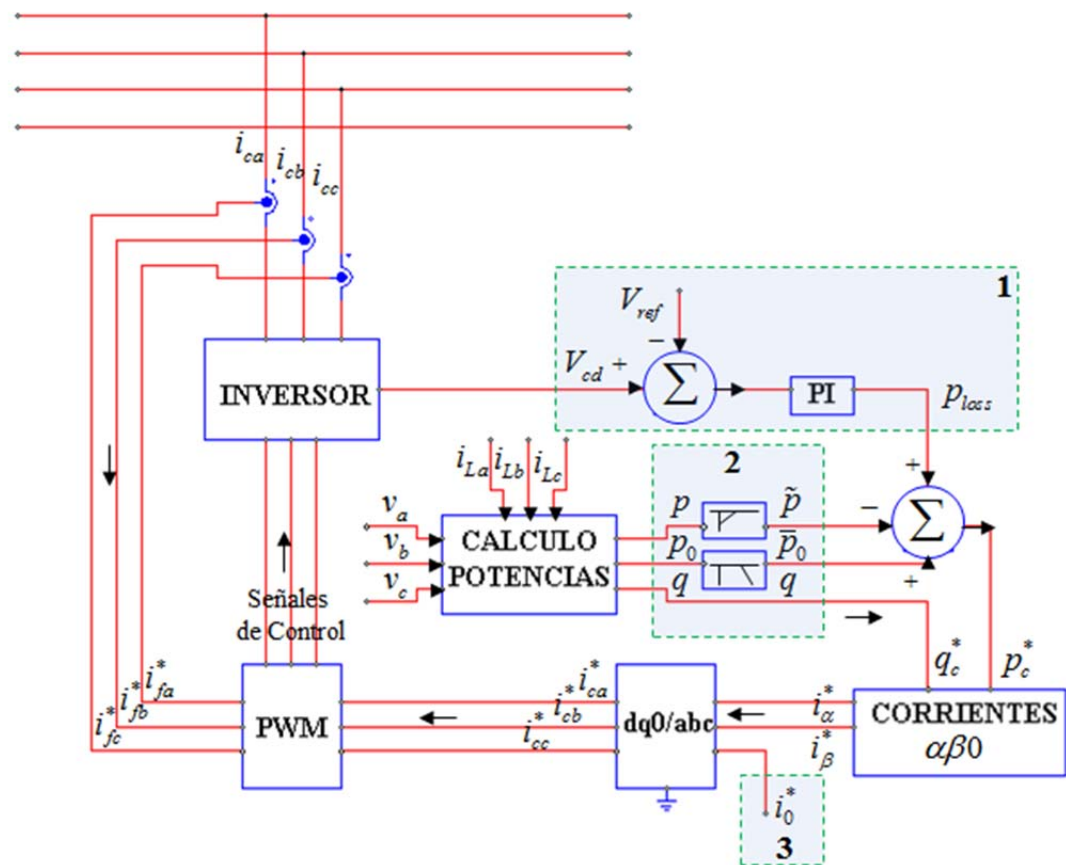 i_ca
i_cb
i_cc
1
V_ref
−
V_cd +
Σ
PI
p_loss
INVERSOR
i_La i_Lb i_Lc
2
+
v_a
v_b
v_c
CALCULO
POTENCIAS
p
p̃
−
Σ
p_0
p̄_0
q
q
+
Señales
de Control
q_c^*
p_c^*
i_fc^*
i_fb^*
i_fa^*
PWM
i_ca^*
i_cb^*
i_cc^*
dq0/abc
i_α^*
i_β^*
CORRIENTES
αβ0
i_0^*
3